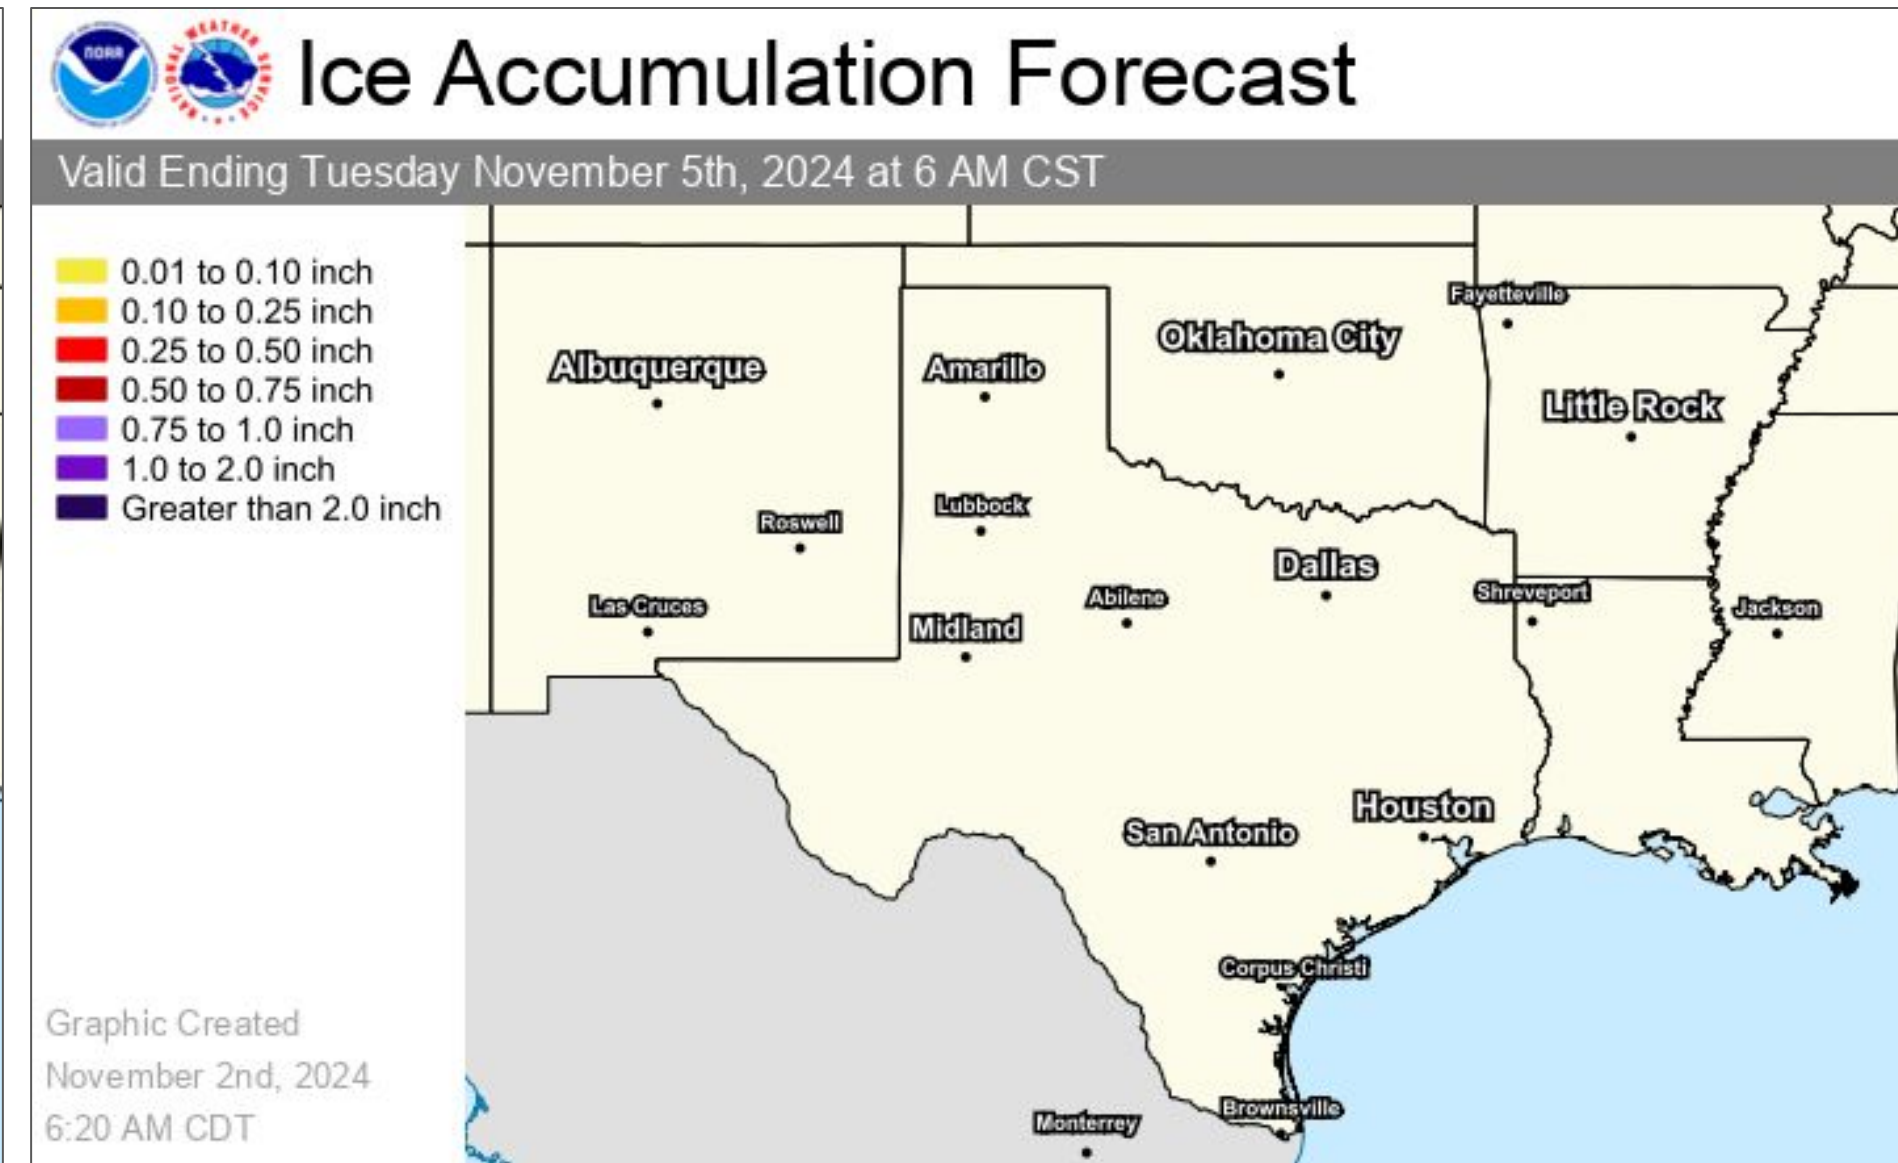 NOAA
NATIONAL WEATHER SERVICE
Ice Accumulation Forecast
Valid Ending Tuesday November 5th, 2024 at 6 AM CST
0.01 to 0.10 inch
0.10 to 0.25 inch
0.25 to 0.50 inch
0.50 to 0.75 inch
0.75 to 1.0 inch
1.0 to 2.0 inch
Greater than 2.0 inch
Fayetteville
Oklahoma City
Albuquerque
Amarillo
Little Rock
Lubbock
Roswell
Dallas
Shreveport
Abilene
Las Cruces
Jackson
Midland
Houston
San Antonio
Corpus Christi
Brownsville
Monterrey
Graphic Created
November 2nd, 2024
6:20 AM CDT